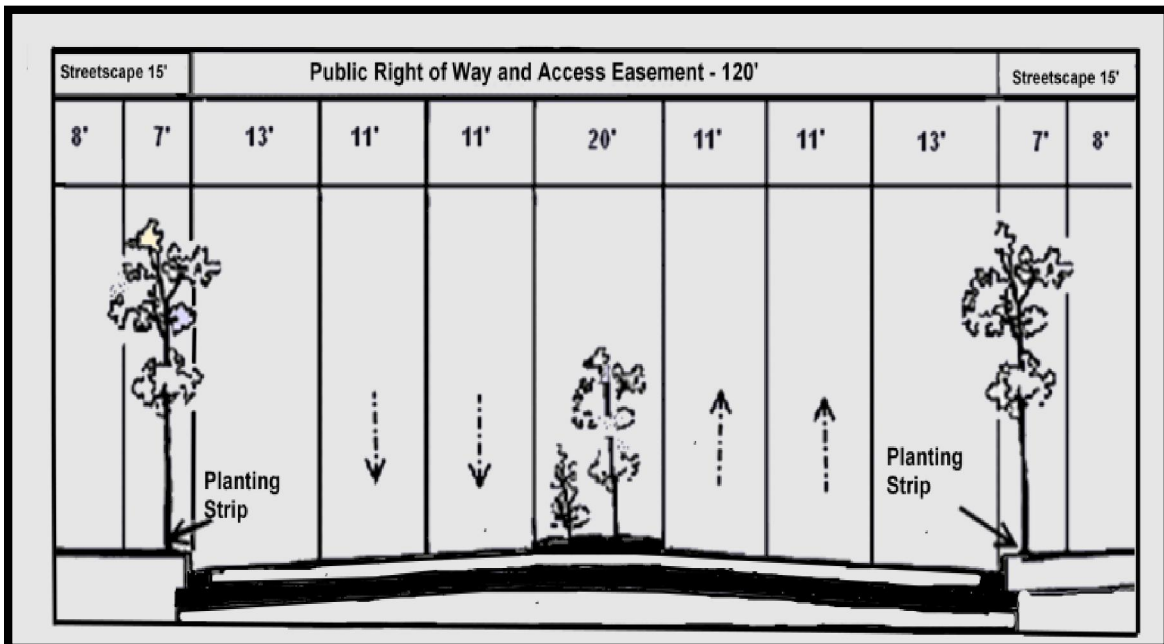 Streetscape 15'
Public Right of Way and Access Easement - 120'
Streetscape 15'
8' 7' 13' 11' 11' 20' 11' 11' 13' 7' 8'
Planting
Strip
Planting
Strip